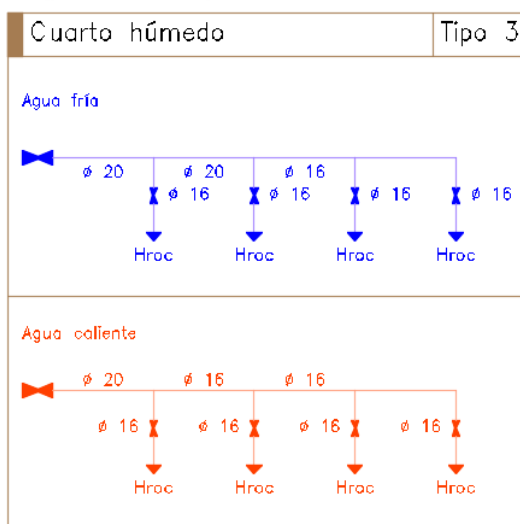 Cuarto húmedo Tipo 3
Agua fría
ø 20 ø 20 ø 16
ø 16 ø 16 ø 16 ø 16
Hroc Hroc Hroc Hroc
Agua caliente
ø 20 ø 16 ø 16
ø 16 ø 16 ø 16 ø 16
Hroc Hroc Hroc Hroc